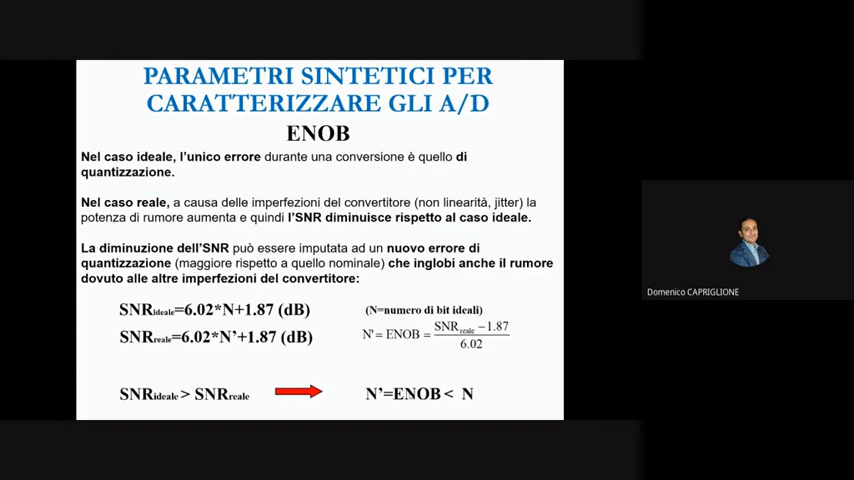 PARAMETRI SINTETICI PER
CARATTERIZZARE GLI A/D
ENOB
Nel caso ideale, l'unico errore durante una conversione è quello di
quantizzazione.
Nel caso reale, a causa delle imperfezioni del convertitore (non linearità, jitter) la
potenza di rumore aumenta e quindi l'SNR diminuisce rispetto al caso ideale.
La diminuzione dell'SNR può essere imputata ad un nuovo errore di
quantizzazione (maggiore rispetto a quello nominale) che inglobi anche il rumore
dovuto alle altre imperfezioni del convertitore:
SNRideale=6.02*N+1.87 (dB)
(N=numero di bit ideali)
SNRreale=6.02*N'+1.87 (dB)
N'= ENOB = SNRreale −1.87
6.02
SNRideale > SNRreale
N'=ENOB < N
Domenico CAPRIGLIONE